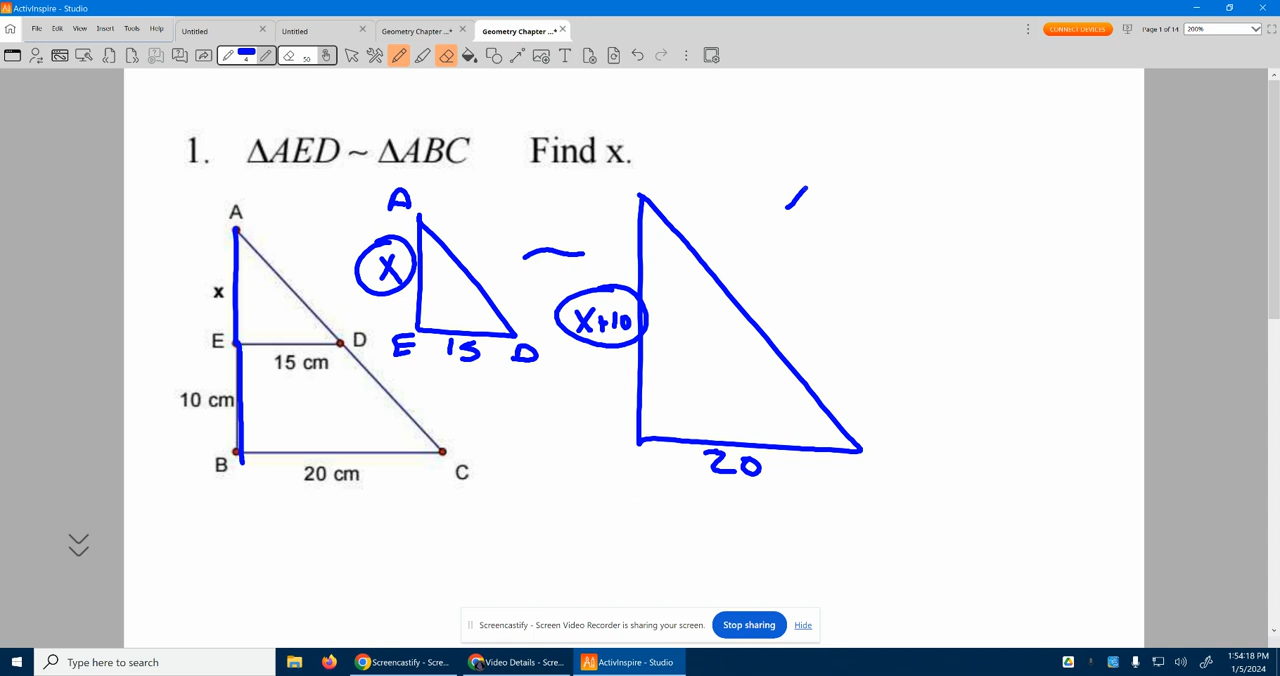 ActivInspire - Studio
File Edit View Insert Tools Help
Untitled
Untitled
Geometry Chapter ...*
Geometry Chapter ...*
CONNECT DEVICES
Page 1 of 14
200%
4
50
1. ΔAED ~ ΔABC Find x.
A
x
E
D
15 cm
10 cm
B
20 cm
C
A
X
E 15 D
~
X+10
20
Screencastify - Screen Video Recorder is sharing your screen.
Stop sharing
Hide
Type here to search
Screencastify - Scre...
Video Details - Scre...
ActivInspire - Studio
1:54:18 PM
1/5/2024